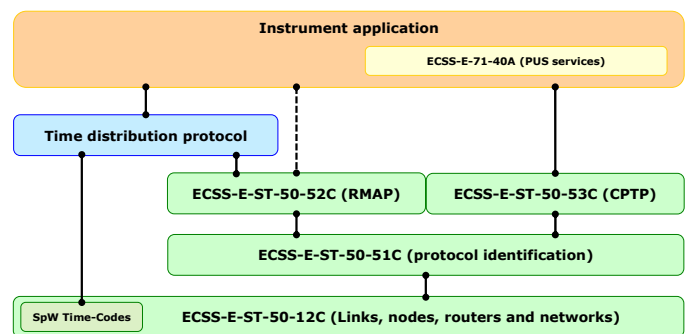 Instrument application
ECSS-E-71-40A (PUS services)
Time distribution protocol
ECSS-E-ST-50-52C (RMAP)
ECSS-E-ST-50-53C (CPTP)
ECSS-E-ST-50-51C (protocol identification)
SpW Time-Codes
ECSS-E-ST-50-12C (Links, nodes, routers and networks)